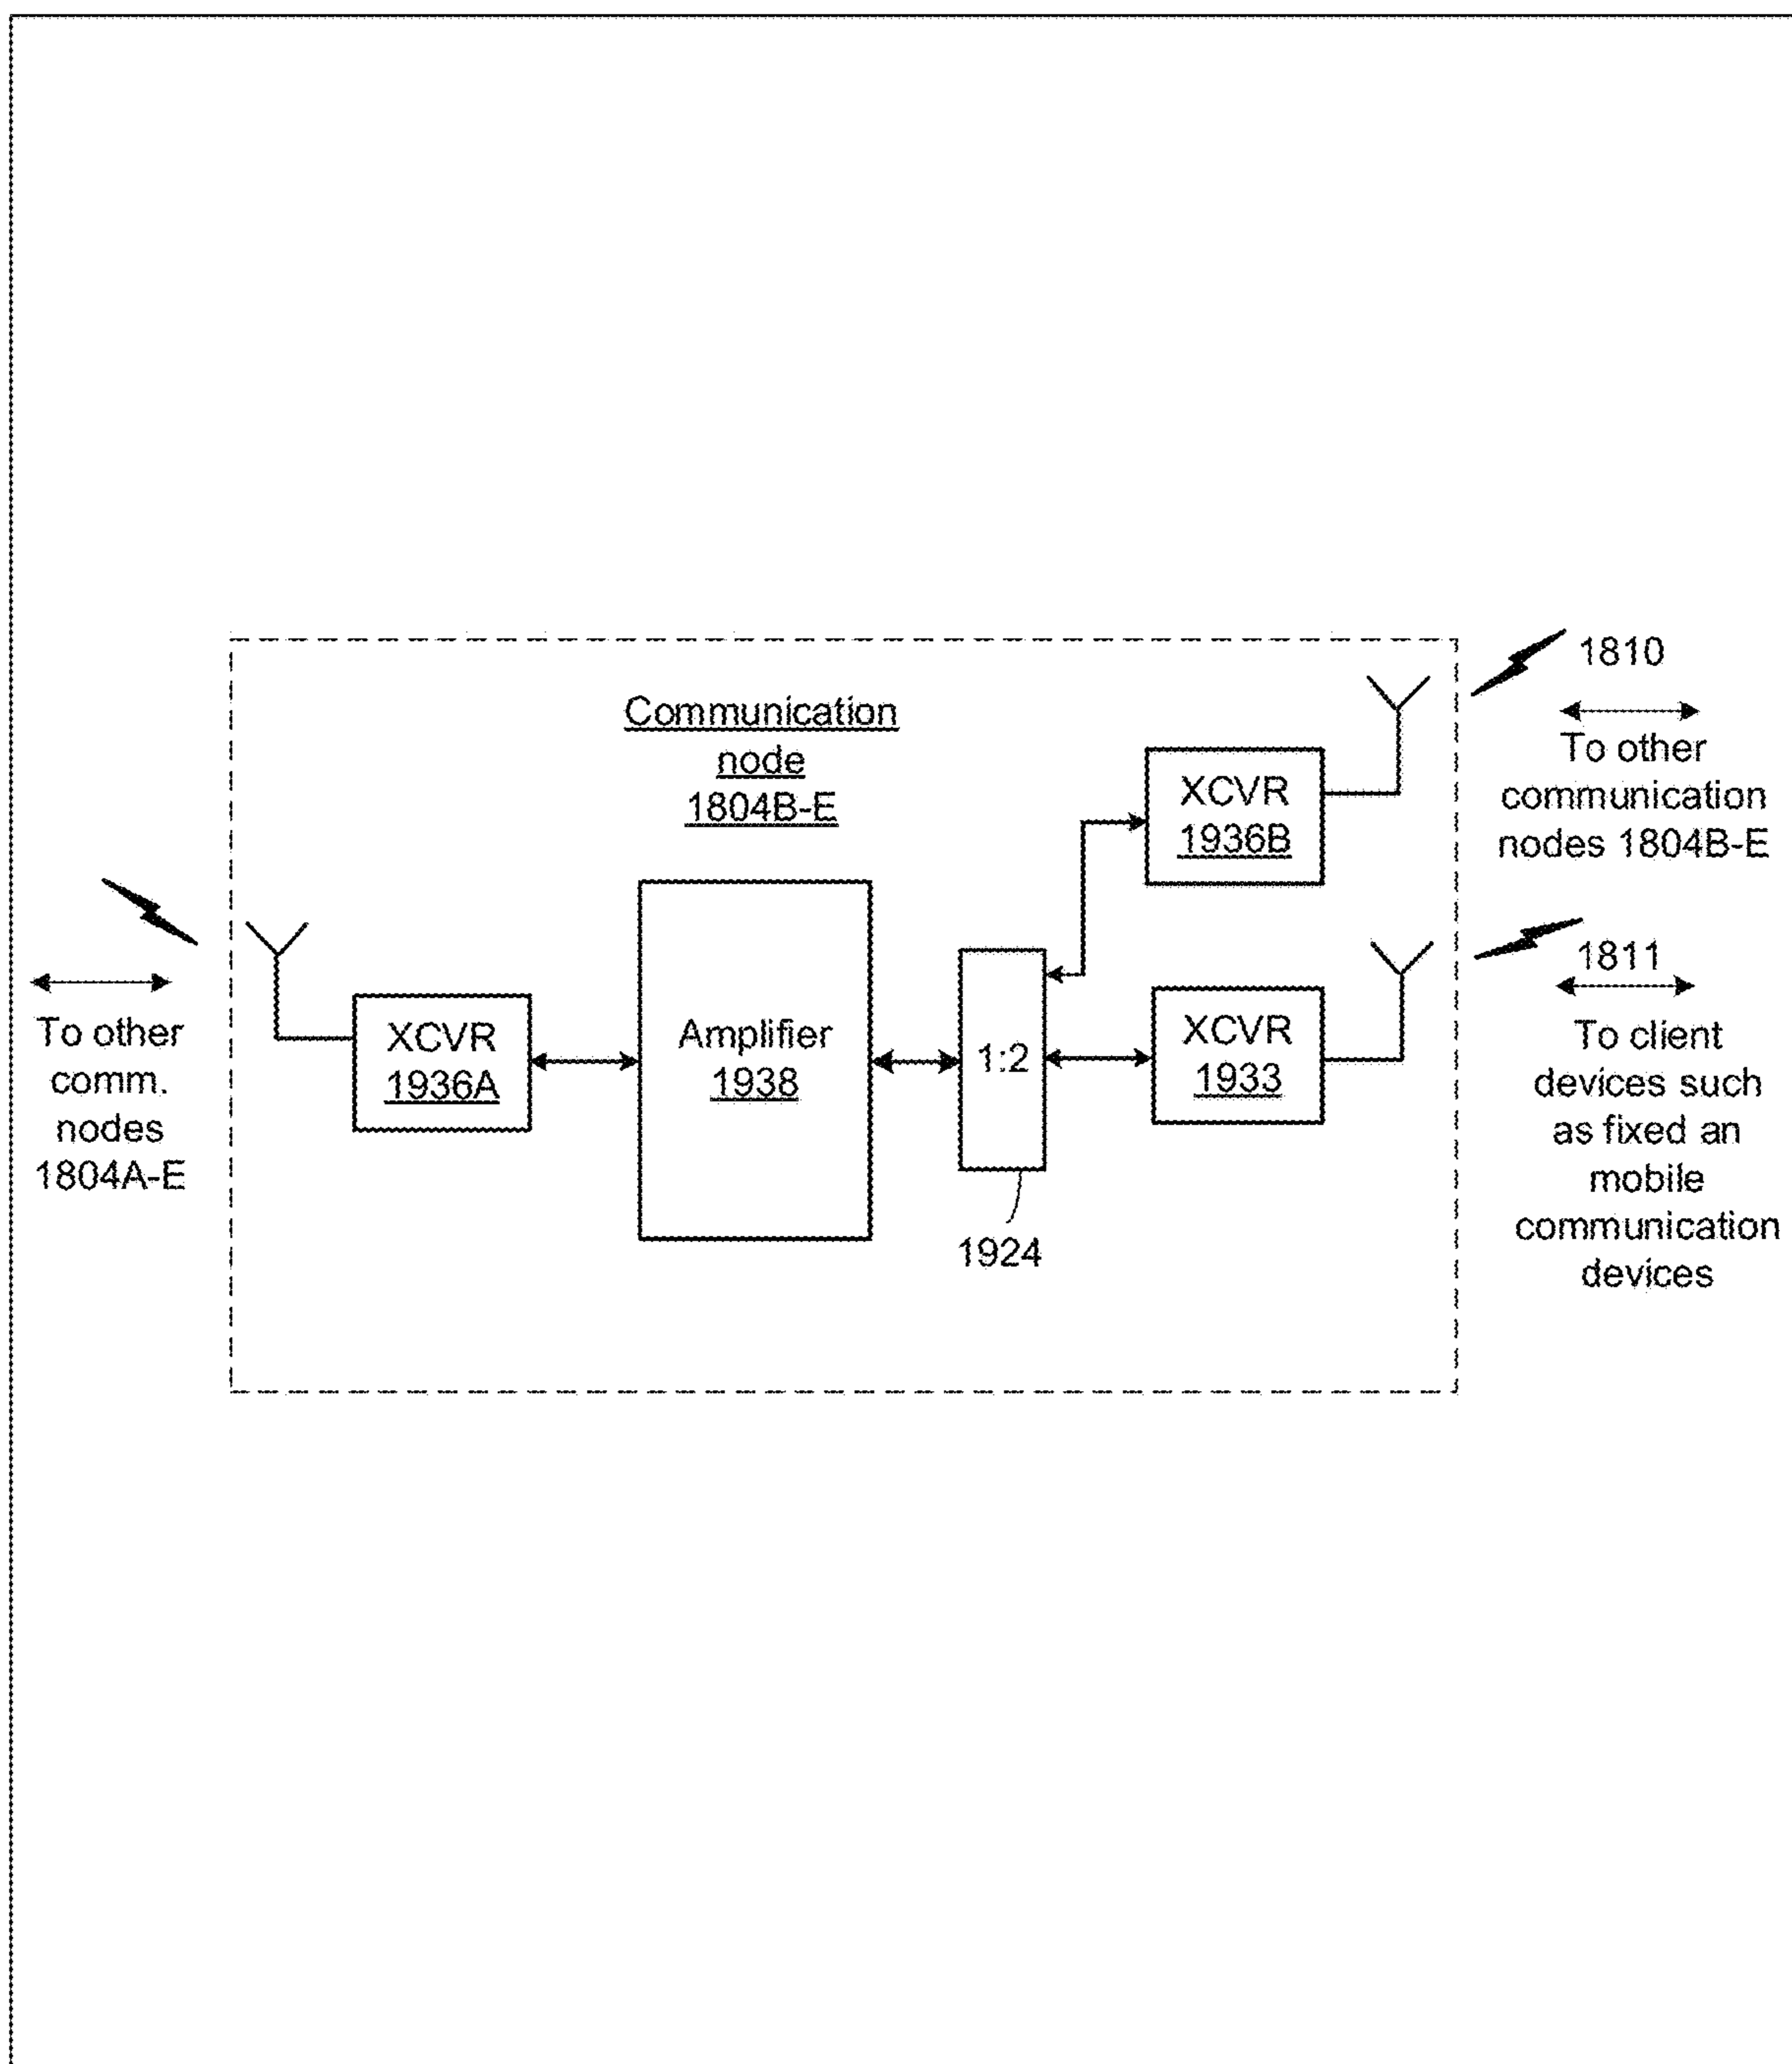 Communication
node
1804B-E
1810
To other
communication
nodes 1804B-E
XCVR
1936B
To other
comm.
nodes
1804A-E
XCVR
1936A
Amplifier
1938
1:2
1924
XCVR
1933
1811
To client
devices such
as fixed an
mobile
communication
devices